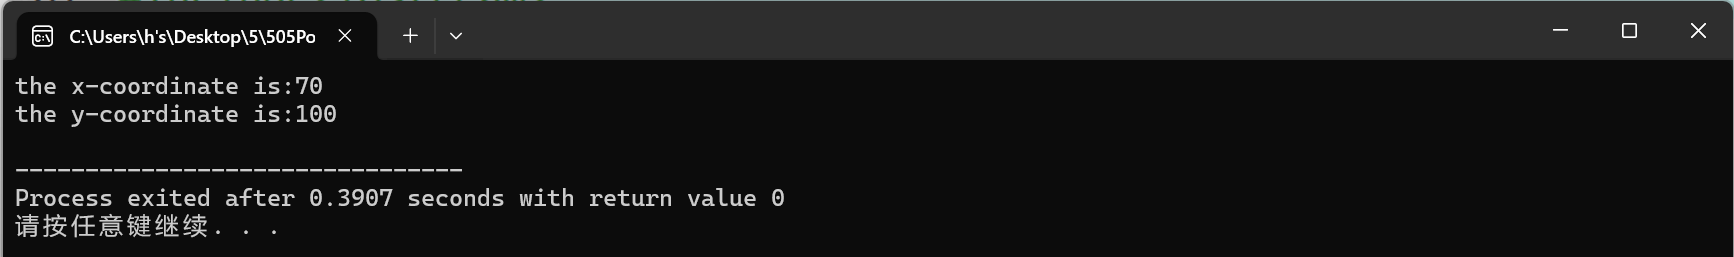 C:\Users\h's\Desktop\5\505Po
the x-coordinate is:70
the y-coordinate is:100
--------------------------------
Process exited after 0.3907 seconds with return value 0
请按任意键继续. . .